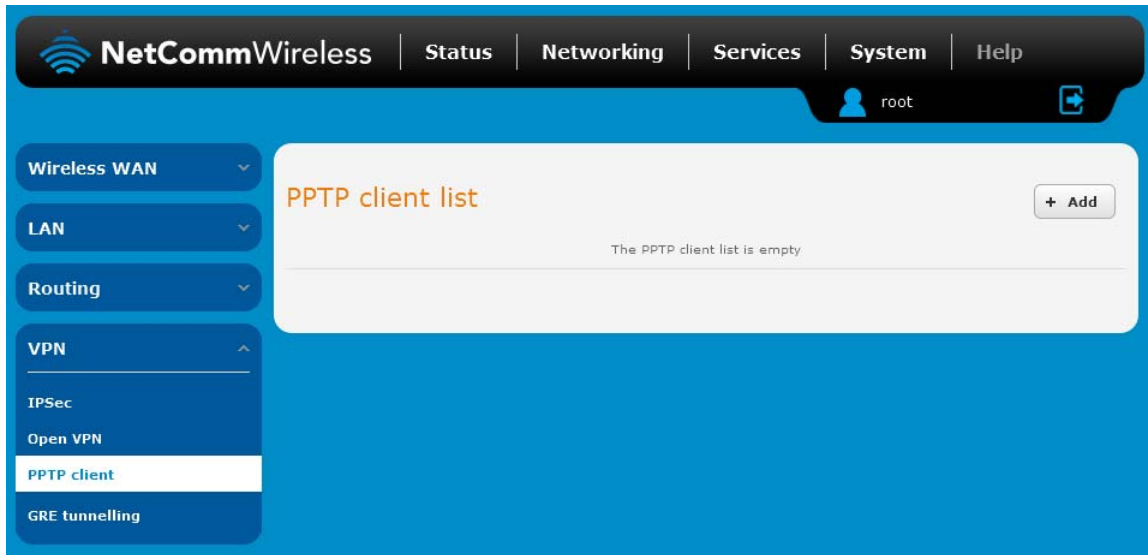 NetCommWireless Status Networking Services System Help
root
Wireless WAN
LAN
Routing
VPN
IPSec
Open VPN
PPTP client
GRE tunnelling
PPTP client list
+ Add
The PPTP client list is empty